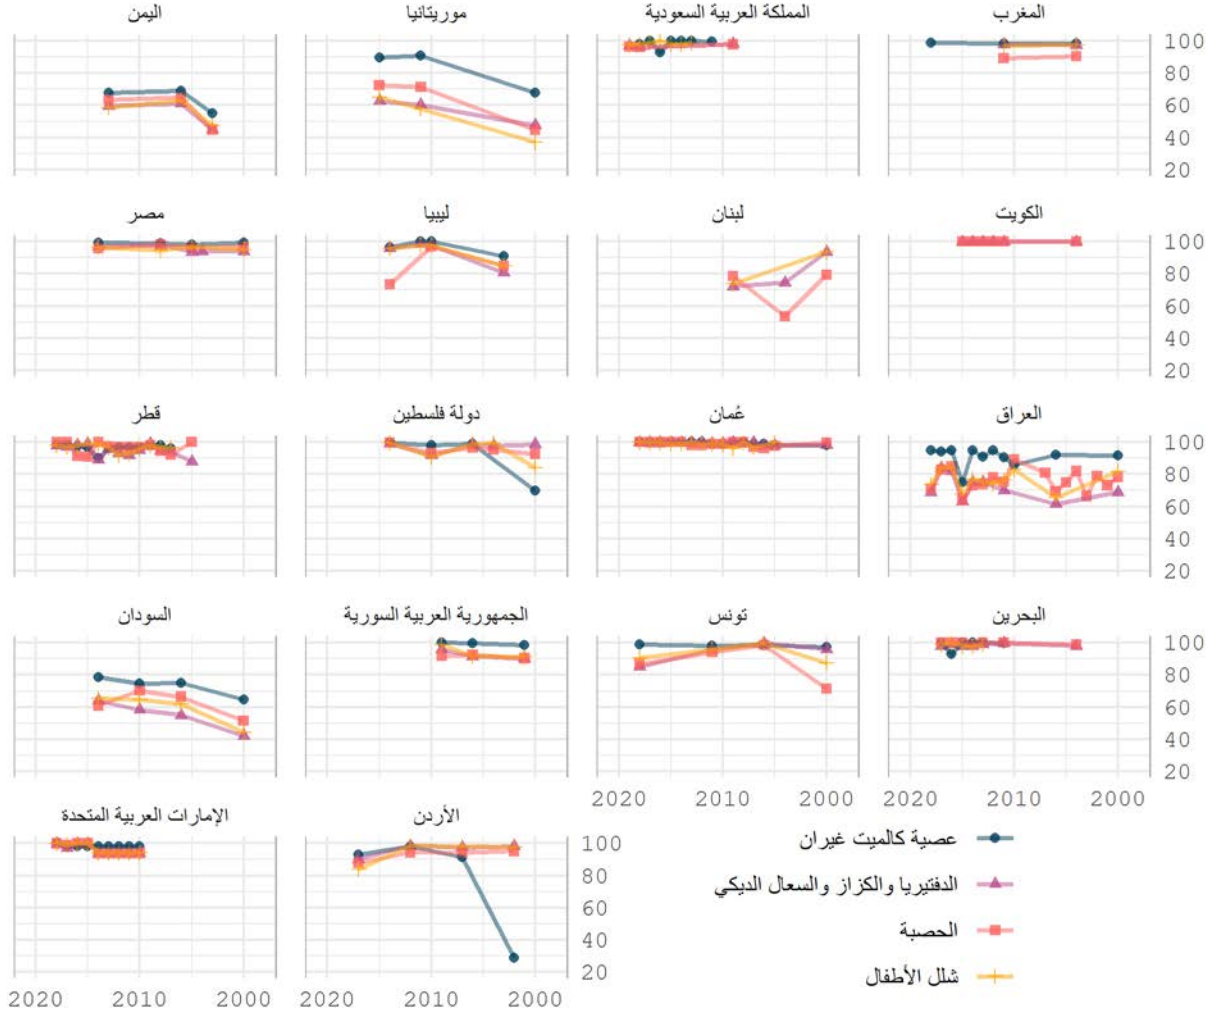 المغرب
المملكة العربية السعودية
موريتانيا
اليمن
100
80
60
40
20
الكويت
لبنان
ليبيا
مصر
100
80
60
40
20
العراق
عُمان
دولة فلسطين
قطر
100
80
60
40
20
البحرين
تونس
الجمهورية العربية السورية
السودان
100
80
60
40
20
2020 2010 2000 2020 2010 2000
الأردن
الإمارات العربية المتحدة
100
80
60
40
20
2020 2010 2000 2020 2010 2000
عصية كالميت غيران
الدفتيريا والكزاز والسعال الديكي
الحصبة
شلل الأطفال